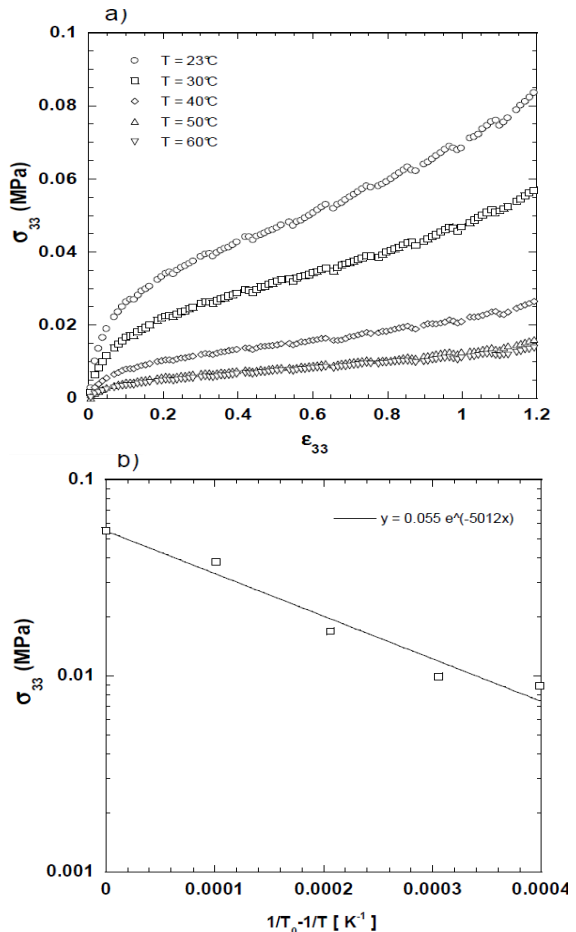 a)
0.1
0.08
0.06
0.04
0.02
0
σ33 (MPa)
T = 23°C
T = 30°C
T = 40°C
T = 50°C
T = 60°C
0 0.2 0.4 0.6 0.8 1 1.2
ε33
b)
0.1
0.01
0.001
σ33 (MPa)
y = 0.055 e^(-5012x)
0 0.0001 0.0002 0.0003 0.0004
1/T0-1/T [ K-1]